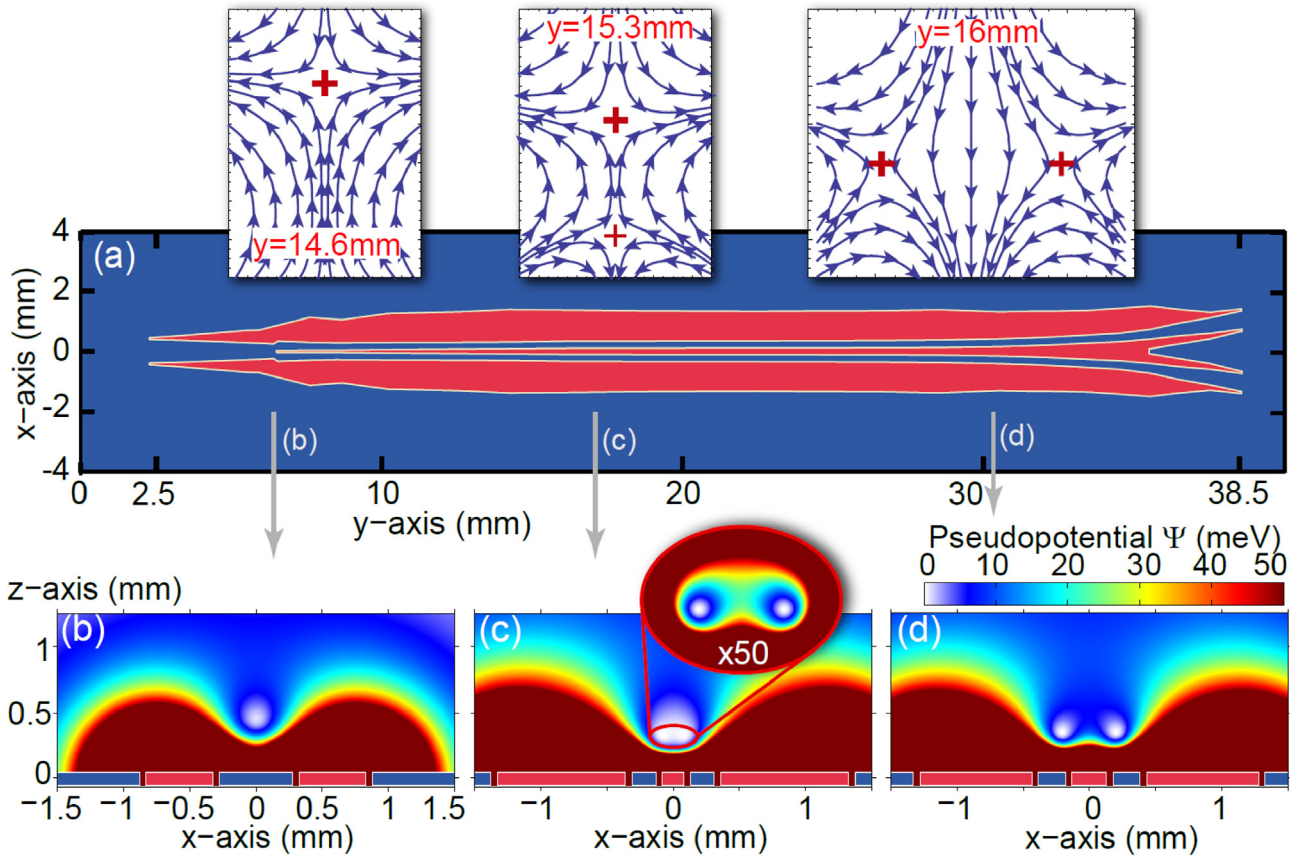 y=14.6mm
y=15.3mm
y=16mm
(a)
x-axis (mm)
4
2
0
-2
-4
(b)
(c)
(d)
0 2.5 10 20 30 38.5
y-axis (mm)
Pseudopotential Ψ (meV)
0 10 20 30 40 50
z-axis (mm)
(b)
1
0.5
0
-1.5 -1 -0.5 0 0.5 1 1.5
x-axis (mm)
(c)
x50
-1 0 1
x-axis (mm)
(d)
-1 0 1
x-axis (mm)